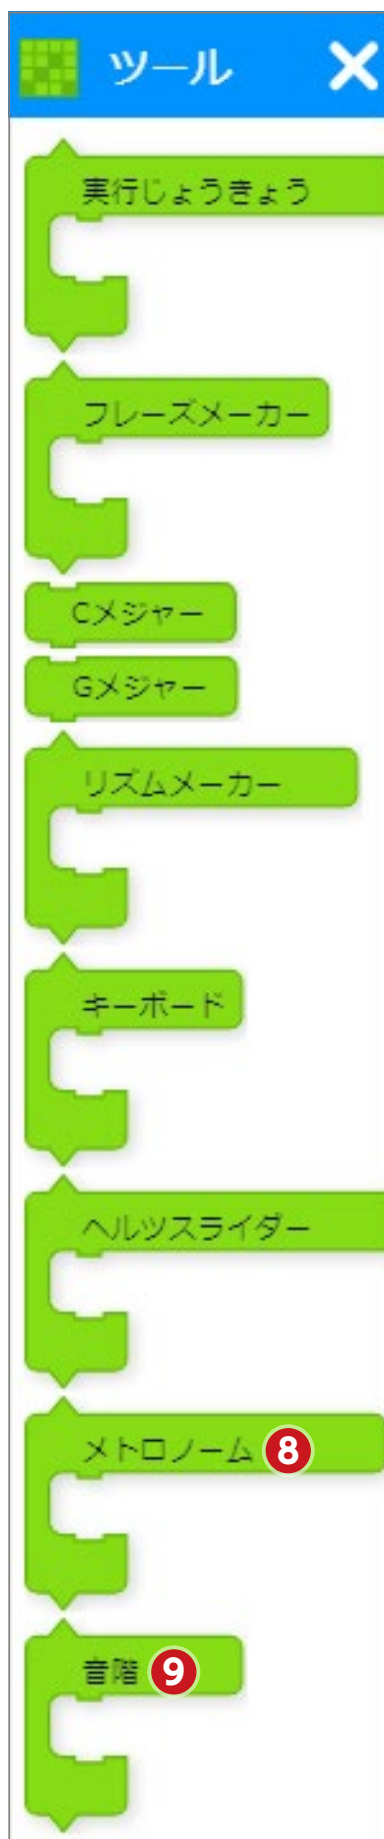 ツール
実行じょうきょう
フレーズメーカー
Cメジャー
Gメジャー
リズムメーカー
キーボード
ヘルツスライダー
メトロノーム 8
音階 9